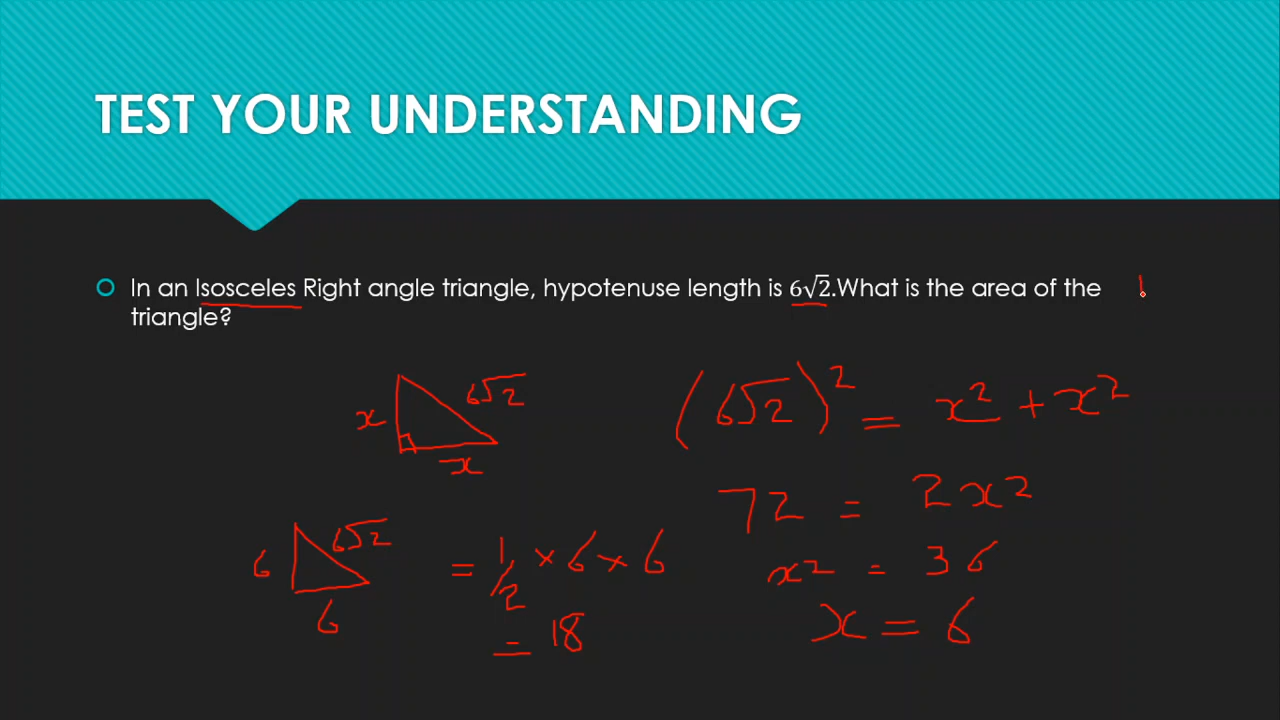 TEST YOUR UNDERSTANDING
In an Isosceles Right angle triangle, hypotenuse length is 6√2.What is the area of the
triangle?
x 6√2
x
(6√2)² = x² + x²
72 = 2x²
6 6√2
6
= 1/2 × 6 × 6
= 18
x² = 36
x = 6